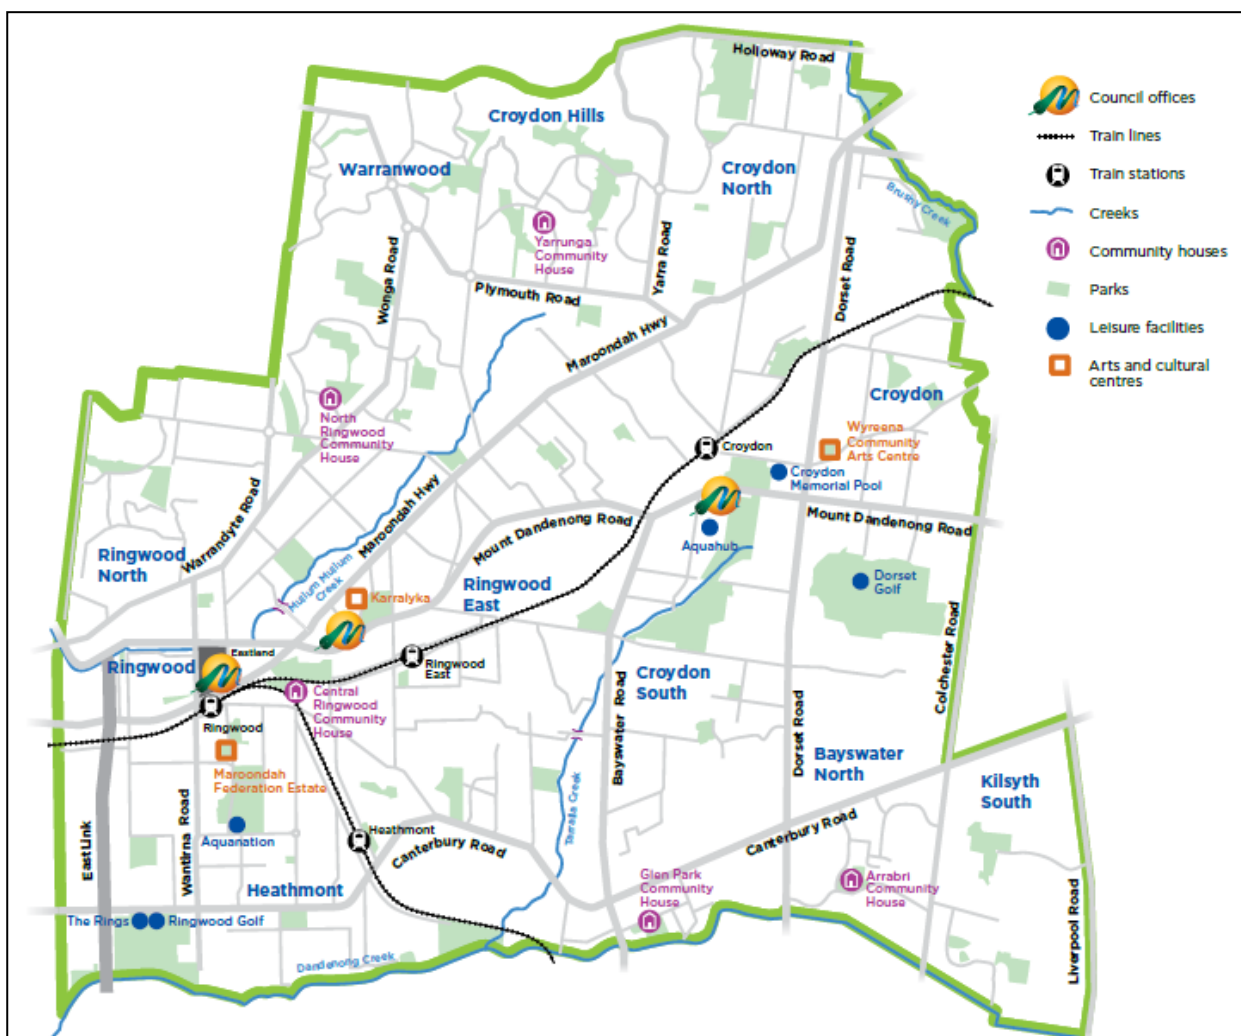 Holloway Road
Council offices
Croydon Hills
Train lines
Warranwood
Croydon
North
Train stations
Brushy Creek
Creeks
Yarrunga
Community
House
Yarra Road
Dorset Road
Community houses
Wonga Road
Plymouth Road
Parks
Maroondah Hwy
Leisure facilities
Arts and cultural
centres
Croydon
North
Ringwood
Community
House
Wyreena
Community
Arts Centre
Croydon
Croydon
Memorial Pool
Maroondah Hwy
Warrandyte Road
Mount Dandenong Road
Mount Dandenong Road
Aquahub
Ringwood
North
Mullum Mullum
Creek
Karralyka
Ringwood
East
Dorset
Golf
Eastland
Ringwood
Ringwood
East
Croydon
South
Colchester Road
Central
Ringwood
Community
House
Ringwood
Bayswater Road
Dorset Road
Bayswater
North
Maroondah
Federation Estate
Kilsyth
South
Tarralla Creek
EastLink
Wantirna Road
Aquanation
Heathmont
Canterbury Road
Canterbury Road
Heathmont
Glen Park
Community
House
Arrabri
Community
House
The Rings
Ringwood Golf
Liverpool Road
Dandenong Creek